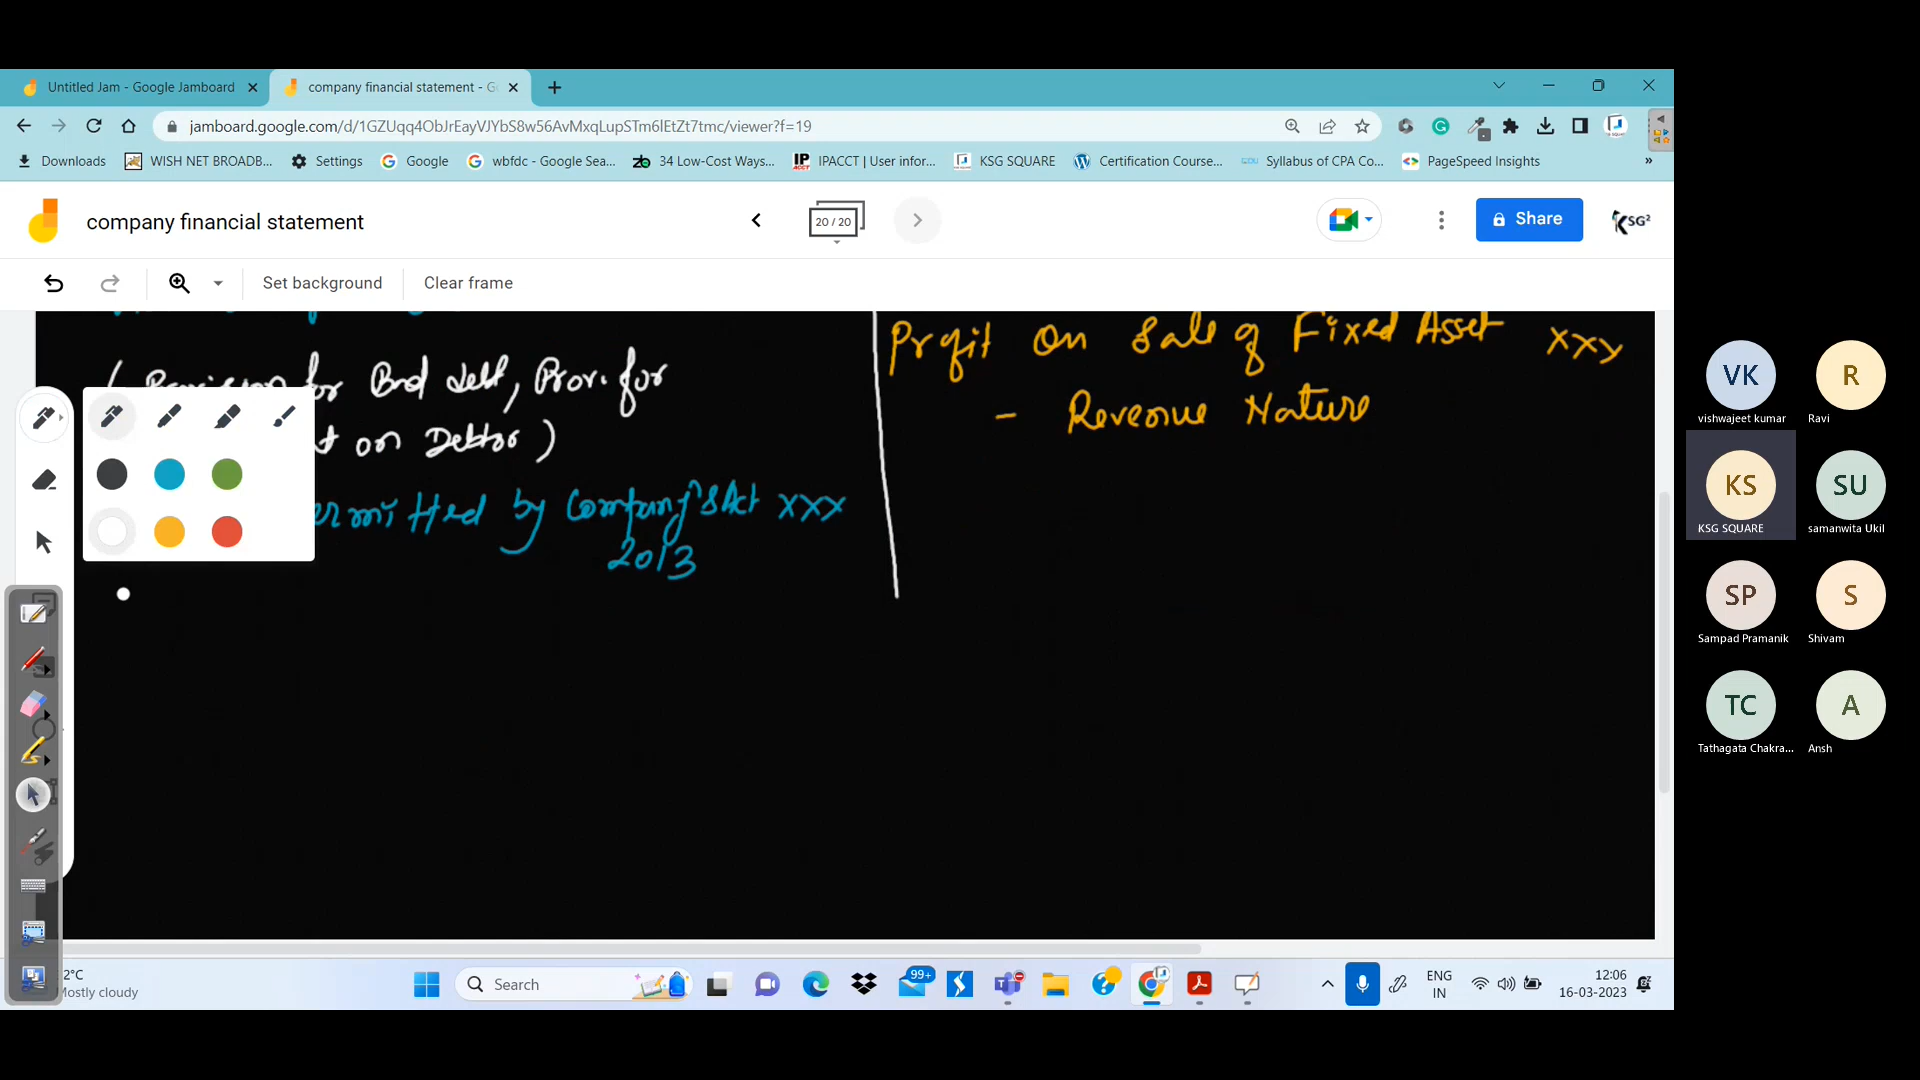 Untitled Jam - Google Jamboard
company financial statement - G
jamboard.google.com/d/1GZUqq4ObJrEayVJYbS8w56AvMxqLupSTm6lEtZt7tmc/viewer?f=19
Downloads
WISH NET BROADB...
Settings
Google
wbfdc - Google Sea...
34 Low-Cost Ways...
IPACCT | User infor...
KSG SQUARE
Certification Course...
Syllabus of CPA Co...
PageSpeed Insights
»
company financial statement
20 / 20
Share
KSG²
Set background
Clear frame
for Bad debt, Prov. for
on Debtor )
by Company's Act xxx
2013
Profit On Sale of Fixed Asset xxx
- Revenue Nature
VK
vishwajeet kumar
R
Ravi
KS
KSG SQUARE
SU
samanwita Ukil
SP
Sampad Pramanik
S
Shivam
TC
Tathagata Chakra...
A
Ansh
2°C
Mostly cloudy
Search
99+
ENG
IN
12:06
16-03-2023